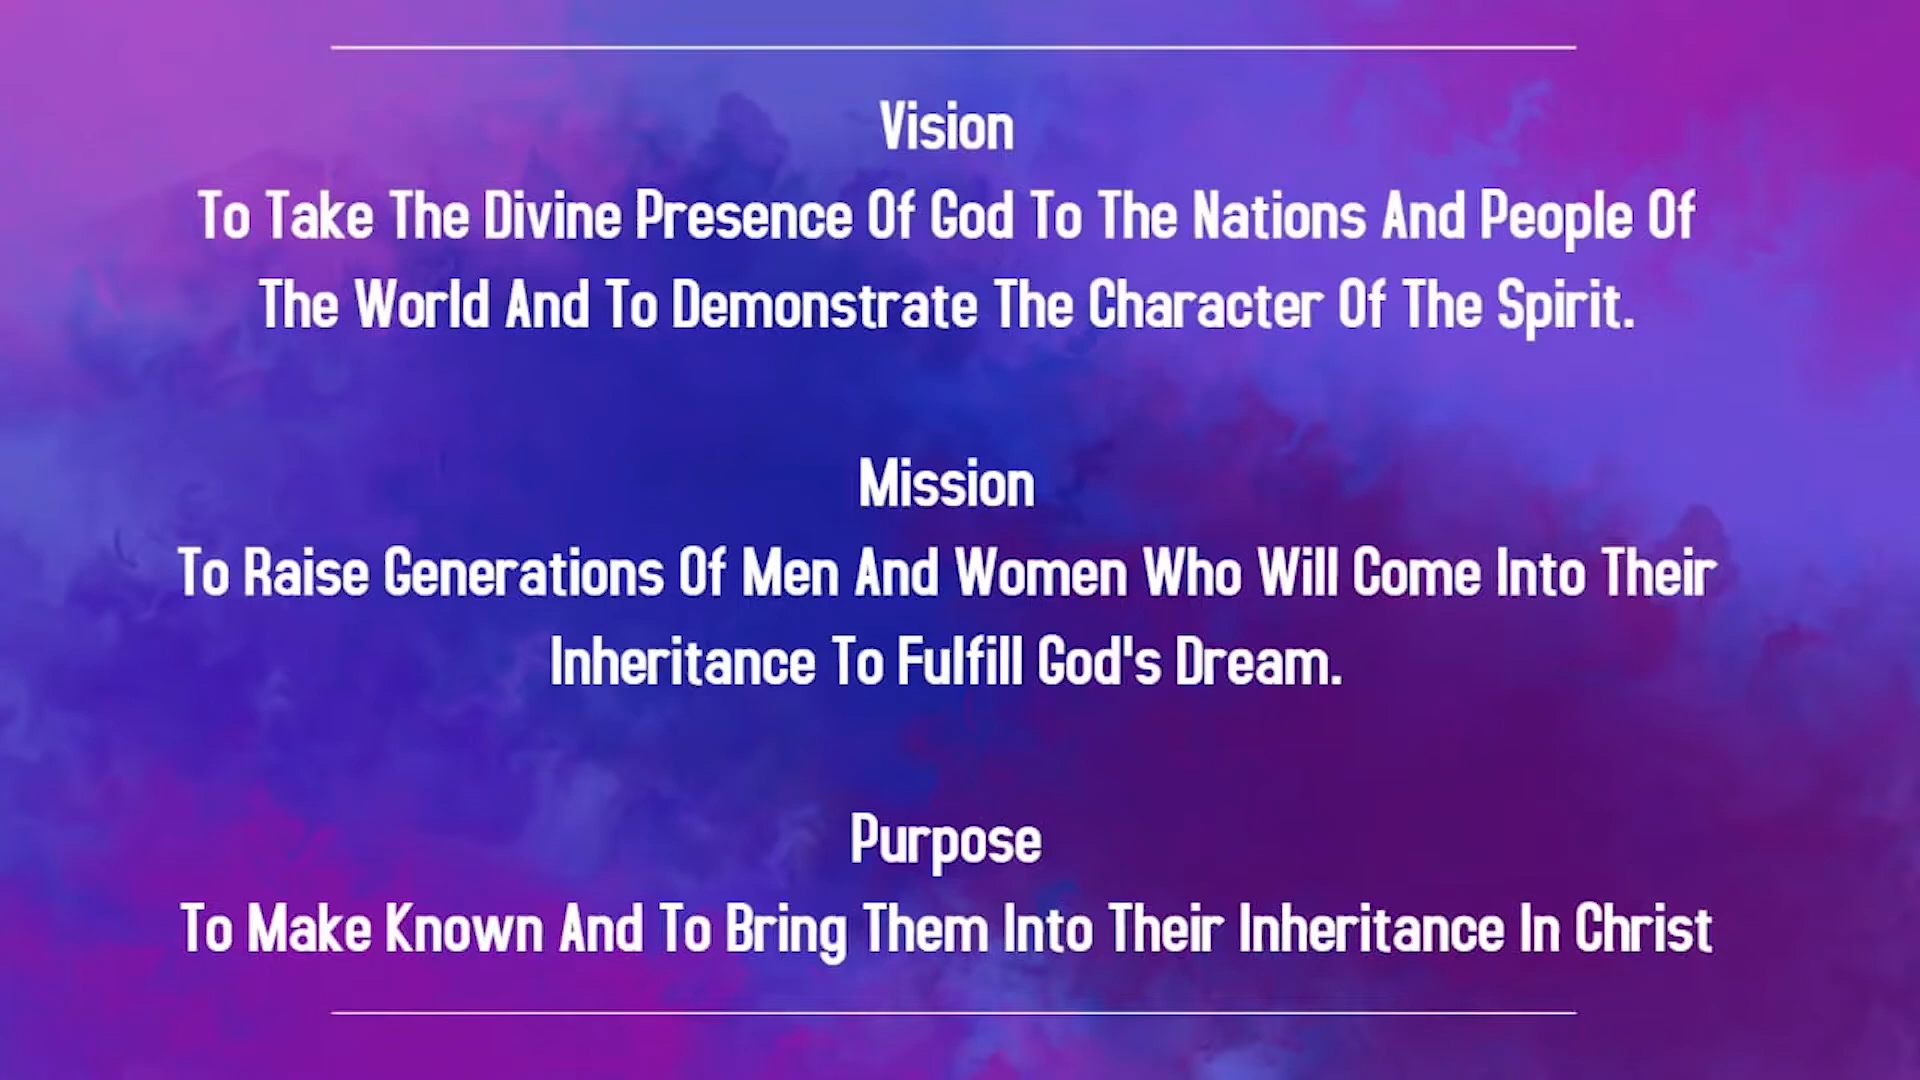 Vision
To Take The Divine Presence Of God To The Nations And People Of
The World And To Demonstrate The Character Of The Spirit.
Mission
To Raise Generations Of Men And Women Who Will Come Into Their
Inheritance To Fulfill God's Dream.
Purpose
To Make Known And To Bring Them Into Their Inheritance In Christ